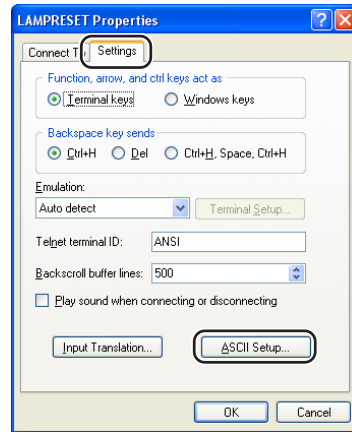 LAMPRESET Properties
Connect T Settings
Function, arrow, and ctrl keys act as
Terminal keys Windows keys
Backspace key sends
Ctrl+H Del Ctrl+H, Space, Ctrl+H
Emulation:
Auto detect Terminal Setup...
Telnet terminal ID: ANSI
Backscroll buffer lines: 500
Play sound when connecting or disconnecting
Input Translation... ASCII Setup...
OK Cancel